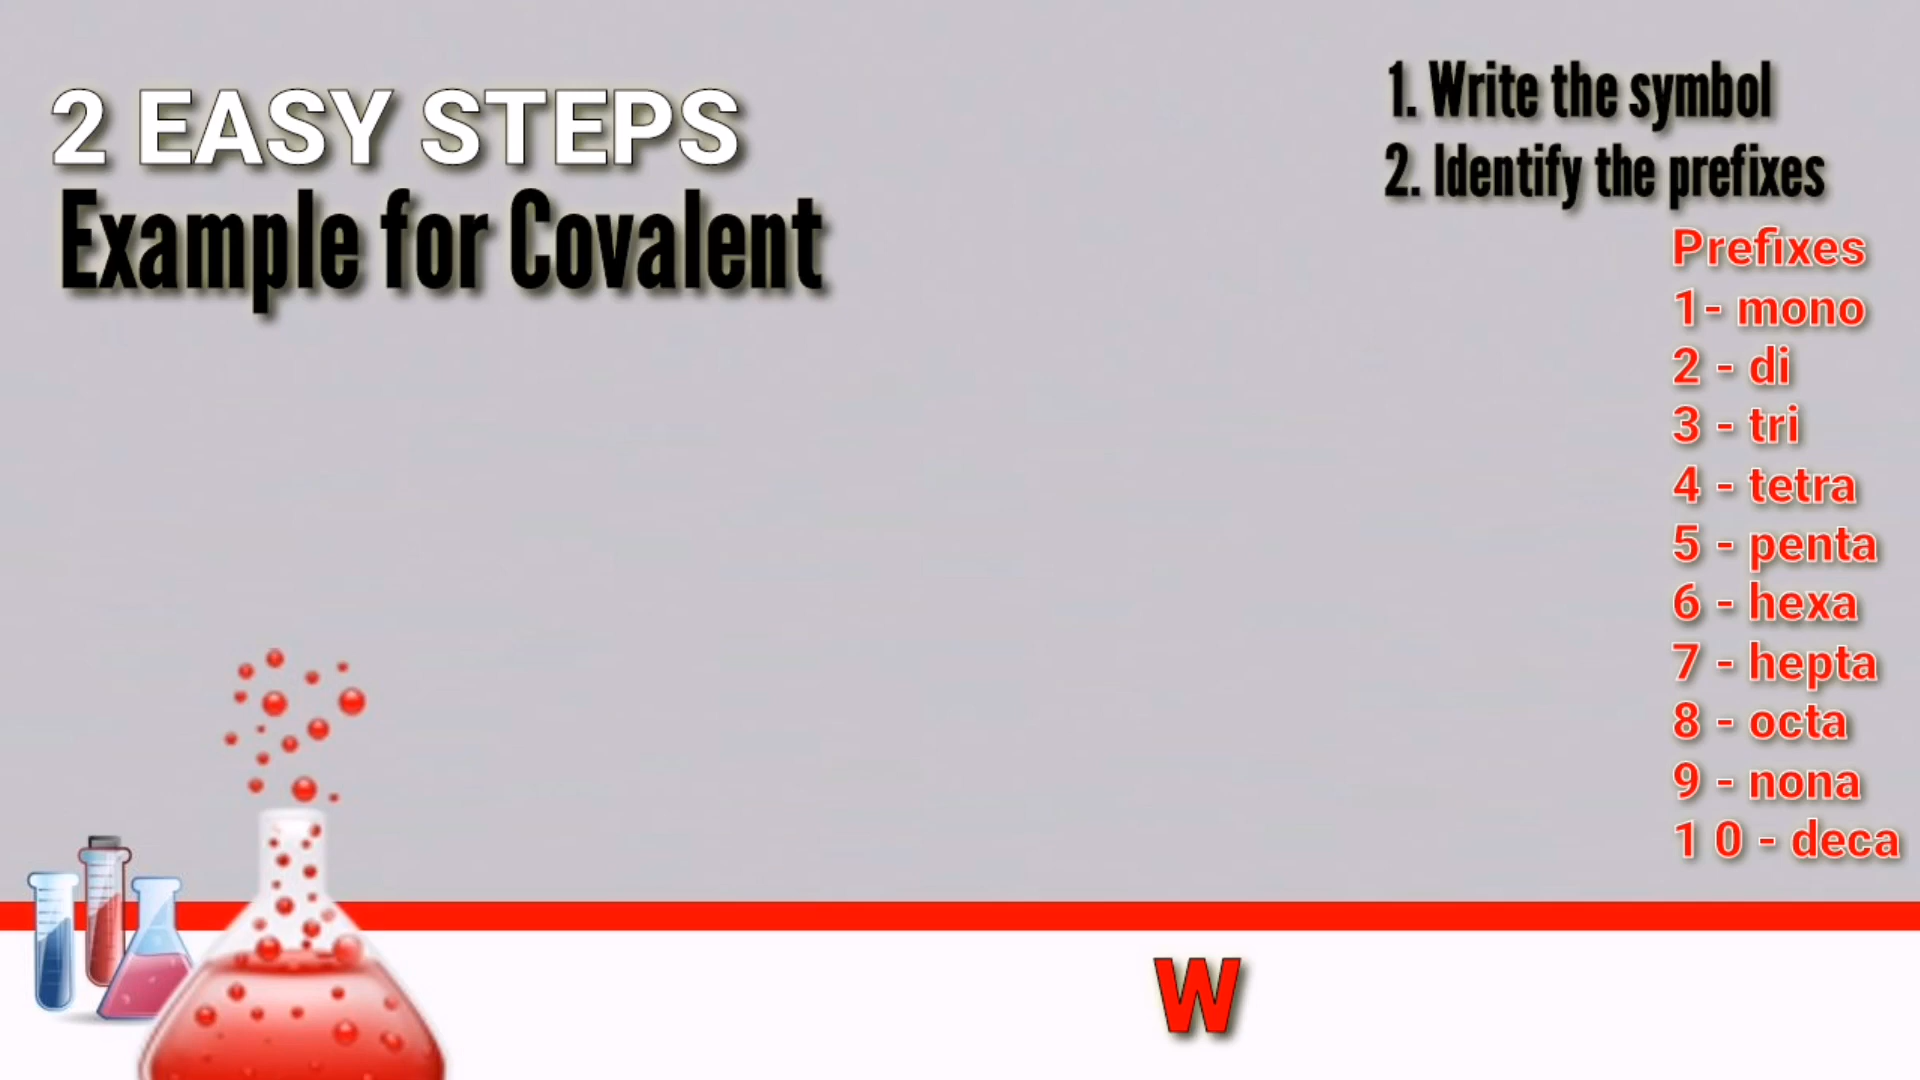 2 EASY STEPS
Example for Covalent
1. Write the symbol
2. Identify the prefixes
Prefixes
1- mono
2 - di
3 - tri
4 - tetra
5 - penta
6 - hexa
7 - hepta
8 - octa
9 - nona
1 0 - deca
W